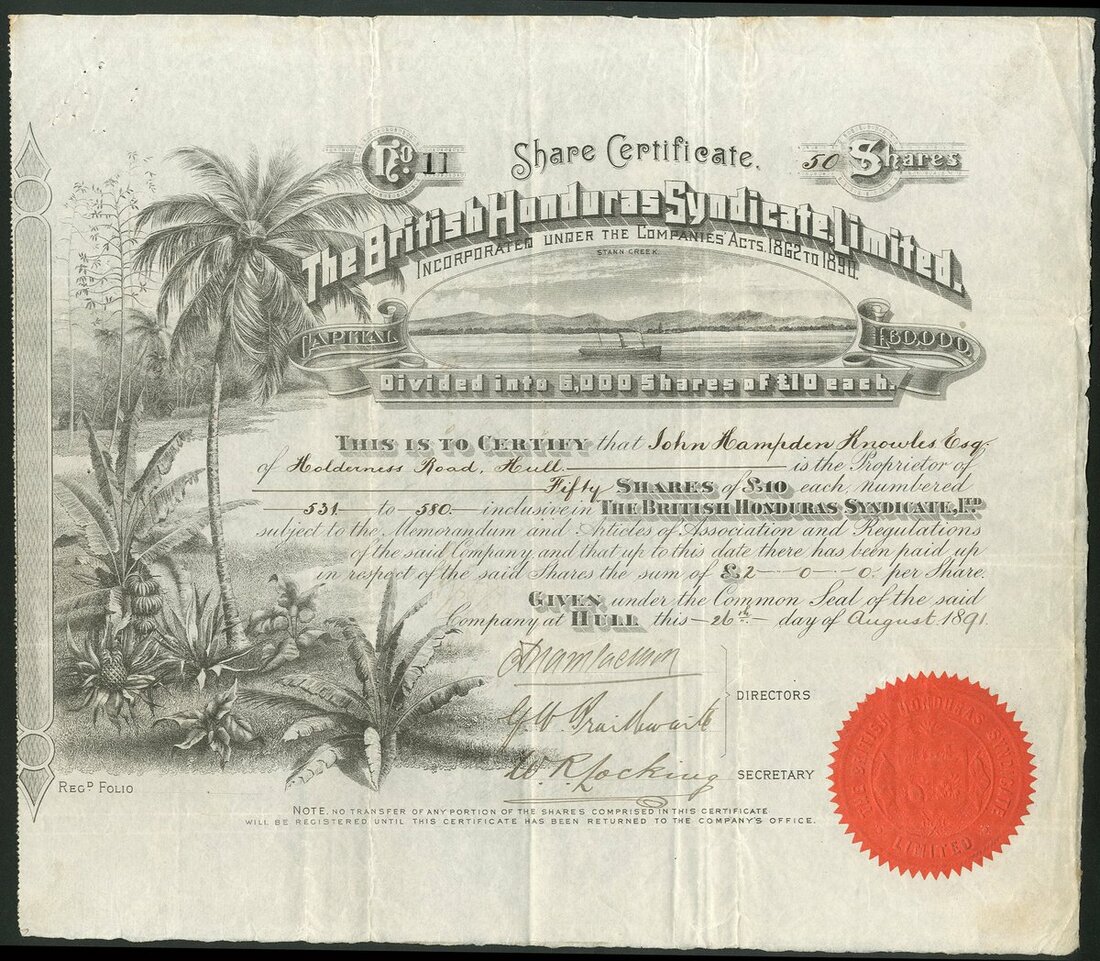 No. 11
Share Certificate.
50 Shares
The British Honduras Syndicate, Limited.
Incorporated under the Companies' Acts. 1862 to 1890.
Stann Creek.
Capital £60,000.
Divided into 6,000 Shares of £10 each.
This is to Certify that John Hampden Knowles Esqr
of Holderness Road, Hull. is the Proprietor of
Fifty Shares of £10 each numbered
531 to 580 inclusive in The British Honduras Syndicate, Ltd
subject to the Memorandum and Articles of Association and Regulations
of the said Company and that up to this date there has been paid up
in respect of the said Shares the sum of £2 - 0 - 0. per Share.
Given under the Common Seal of the said
Company at Hull this 26th day of August 1891.
G W Braithwaite
Directors
W. R. Locking
Secretary
Regd Folio
Note. No transfer of any portion of the shares comprised in this certificate
will be registered until this certificate has been returned to the company's office.
BRITISH HONDURAS SYNDICATE
LIMITED